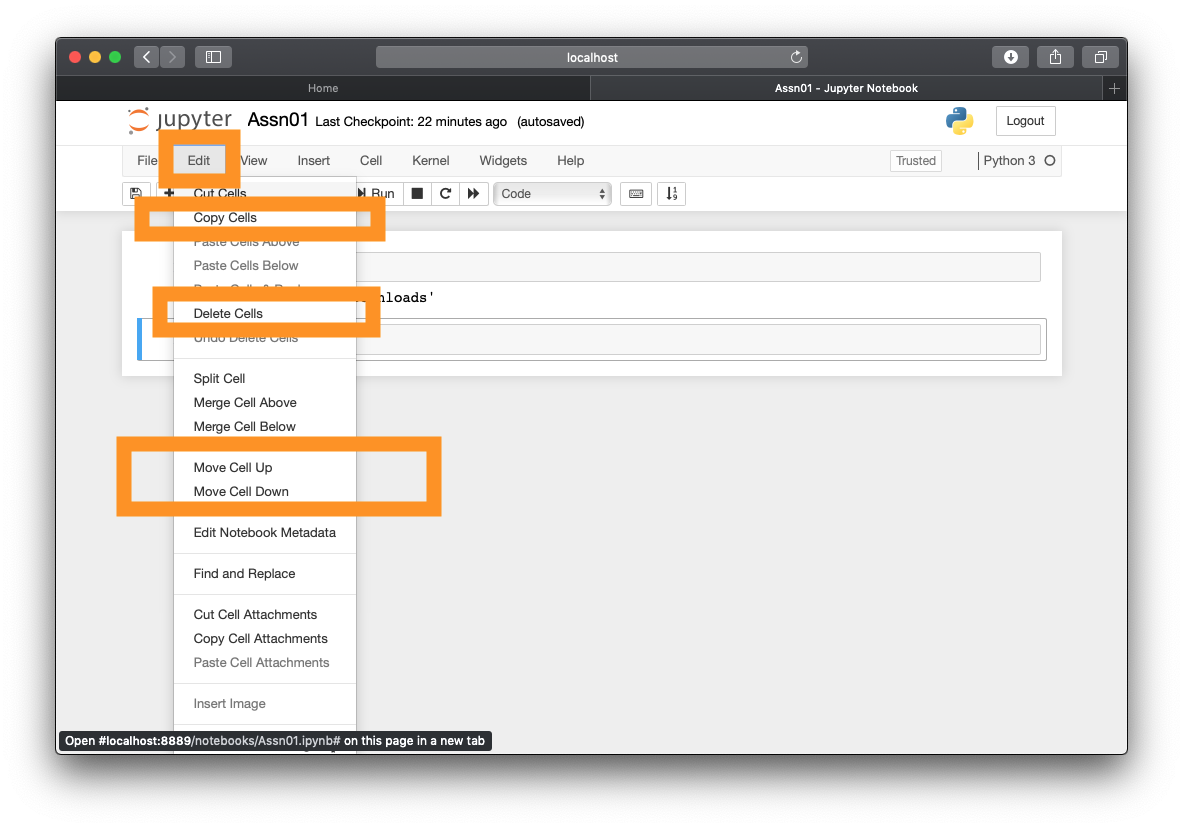 localhost
Home
Assn01 - Jupyter Notebook
jupyter Assn01 Last Checkpoint: 22 minutes ago (autosaved)
Logout
File Edit View Insert Cell Kernel Widgets Help
Trusted Python 3
Cut Cells
Run
Code
Copy Cells
Paste Cells Above
Paste Cells Below
nloads'
Delete Cells
Undo Delete Cells
Split Cell
Merge Cell Above
Merge Cell Below
Move Cell Up
Move Cell Down
Edit Notebook Metadata
Find and Replace
Cut Cell Attachments
Copy Cell Attachments
Paste Cell Attachments
Insert Image
Open #localhost:8889/notebooks/Assn01.ipynb# on this page in a new tab